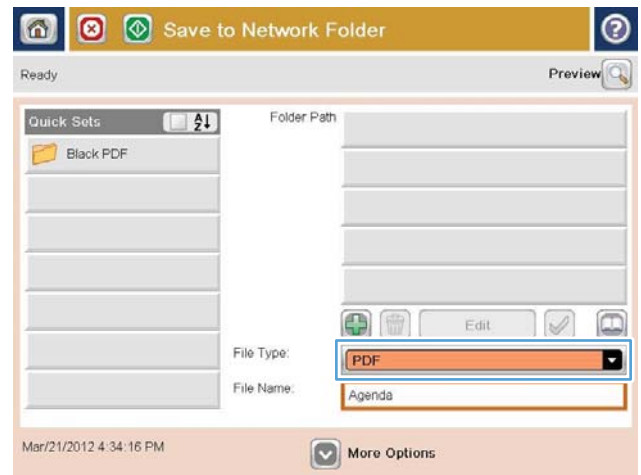 Save to Network Folder
Ready
Preview
Quick Sets
A
Z
Folder Path
Black PDF
Edit
File Type:
PDF
File Name:
Agenda
Mar/21/2012 4:34:16 PM
More Options